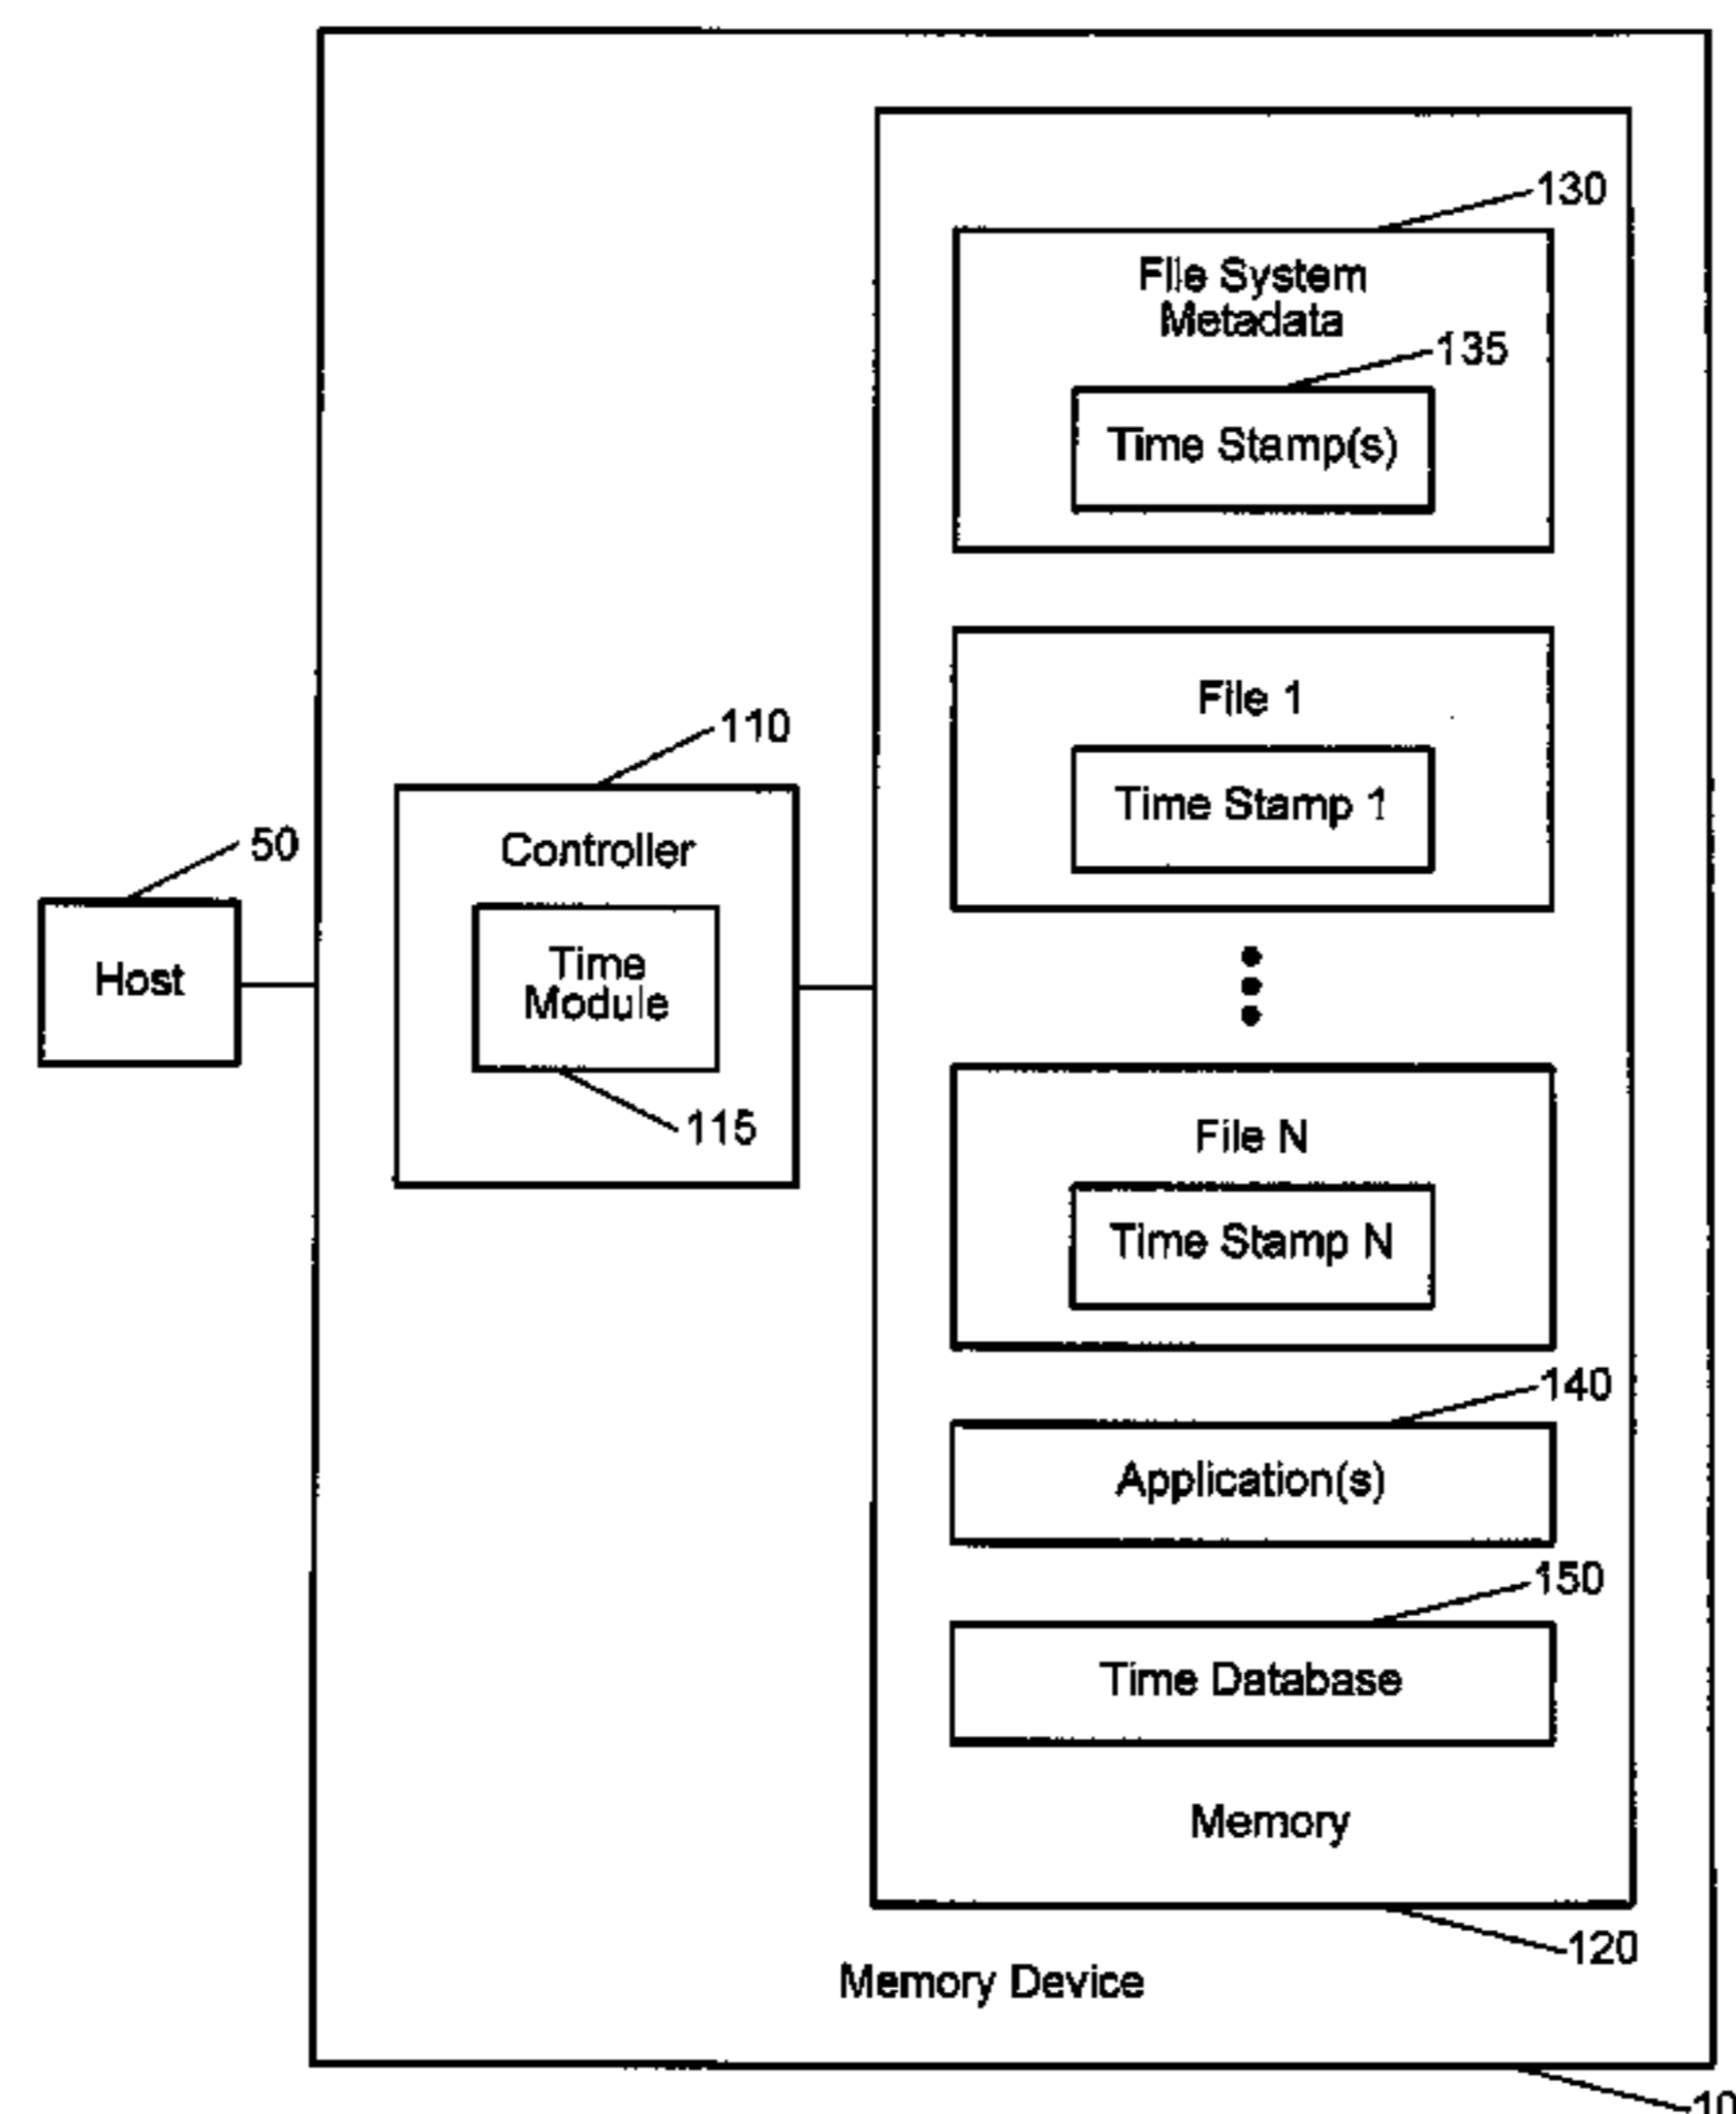 130
File System
Metadata
135
Time Stamp(s)
File 1
Time Stamp 1
110
Controller
50
Host
Time
Module
115
File N
Time Stamp N
140
Application(s)
150
Time Database
Memory
120
Memory Device